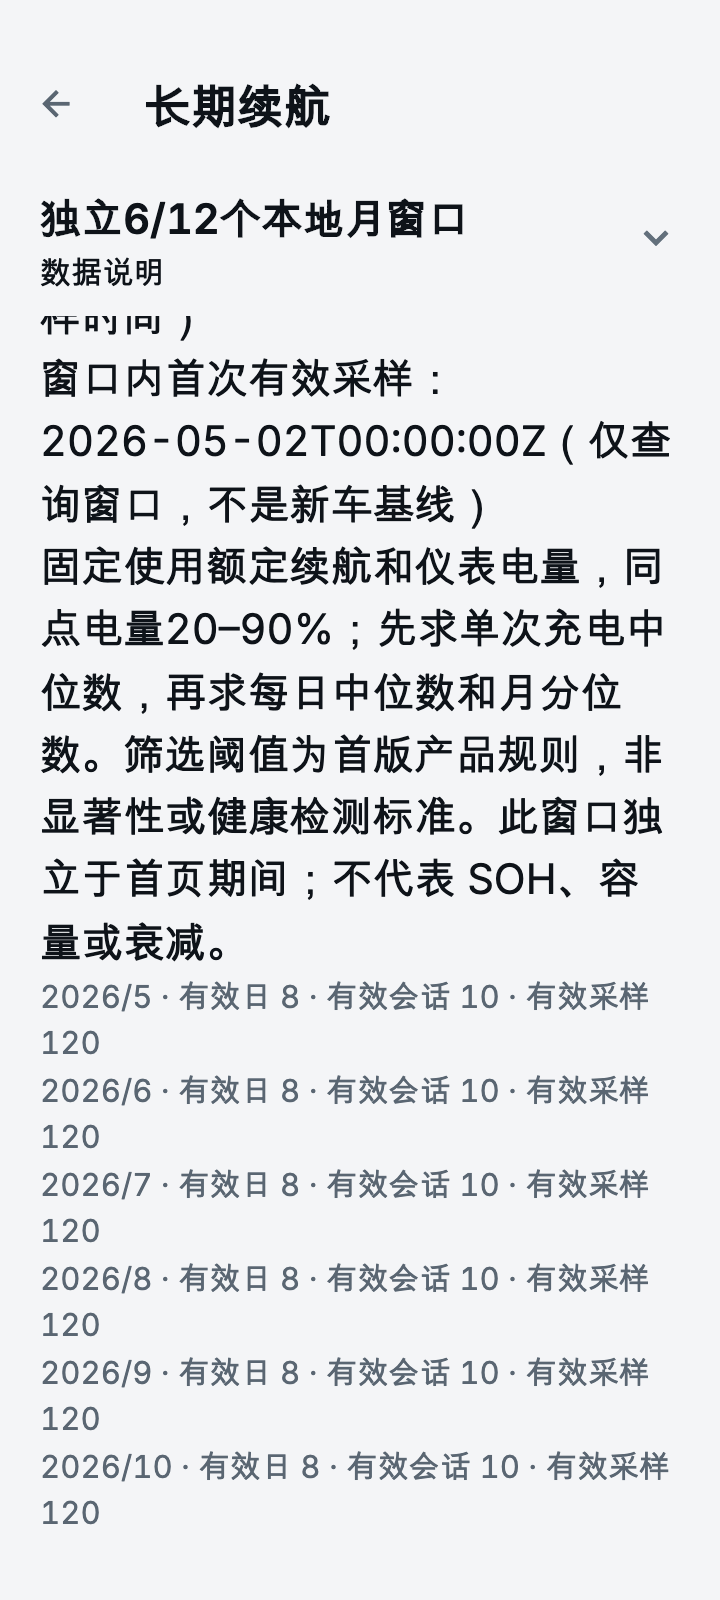 长期续航
独立6/12个本地月窗口
数据说明
样时间）
窗口内首次有效采样：
2026-05-02T00:00:00Z（仅查
询窗口，不是新车基线）
固定使用额定续航和仪表电量，同
点电量20–90%；先求单次充电中
位数，再求每日中位数和月分位
数。筛选阈值为首版产品规则，非
显著性或健康检测标准。此窗口独
立于首页期间；不代表 SOH、容
量或衰减。
2026/5 · 有效日 8 · 有效会话 10 · 有效采样
120
2026/6 · 有效日 8 · 有效会话 10 · 有效采样
120
2026/7 · 有效日 8 · 有效会话 10 · 有效采样
120
2026/8 · 有效日 8 · 有效会话 10 · 有效采样
120
2026/9 · 有效日 8 · 有效会话 10 · 有效采样
120
2026/10 · 有效日 8 · 有效会话 10 · 有效采样
120